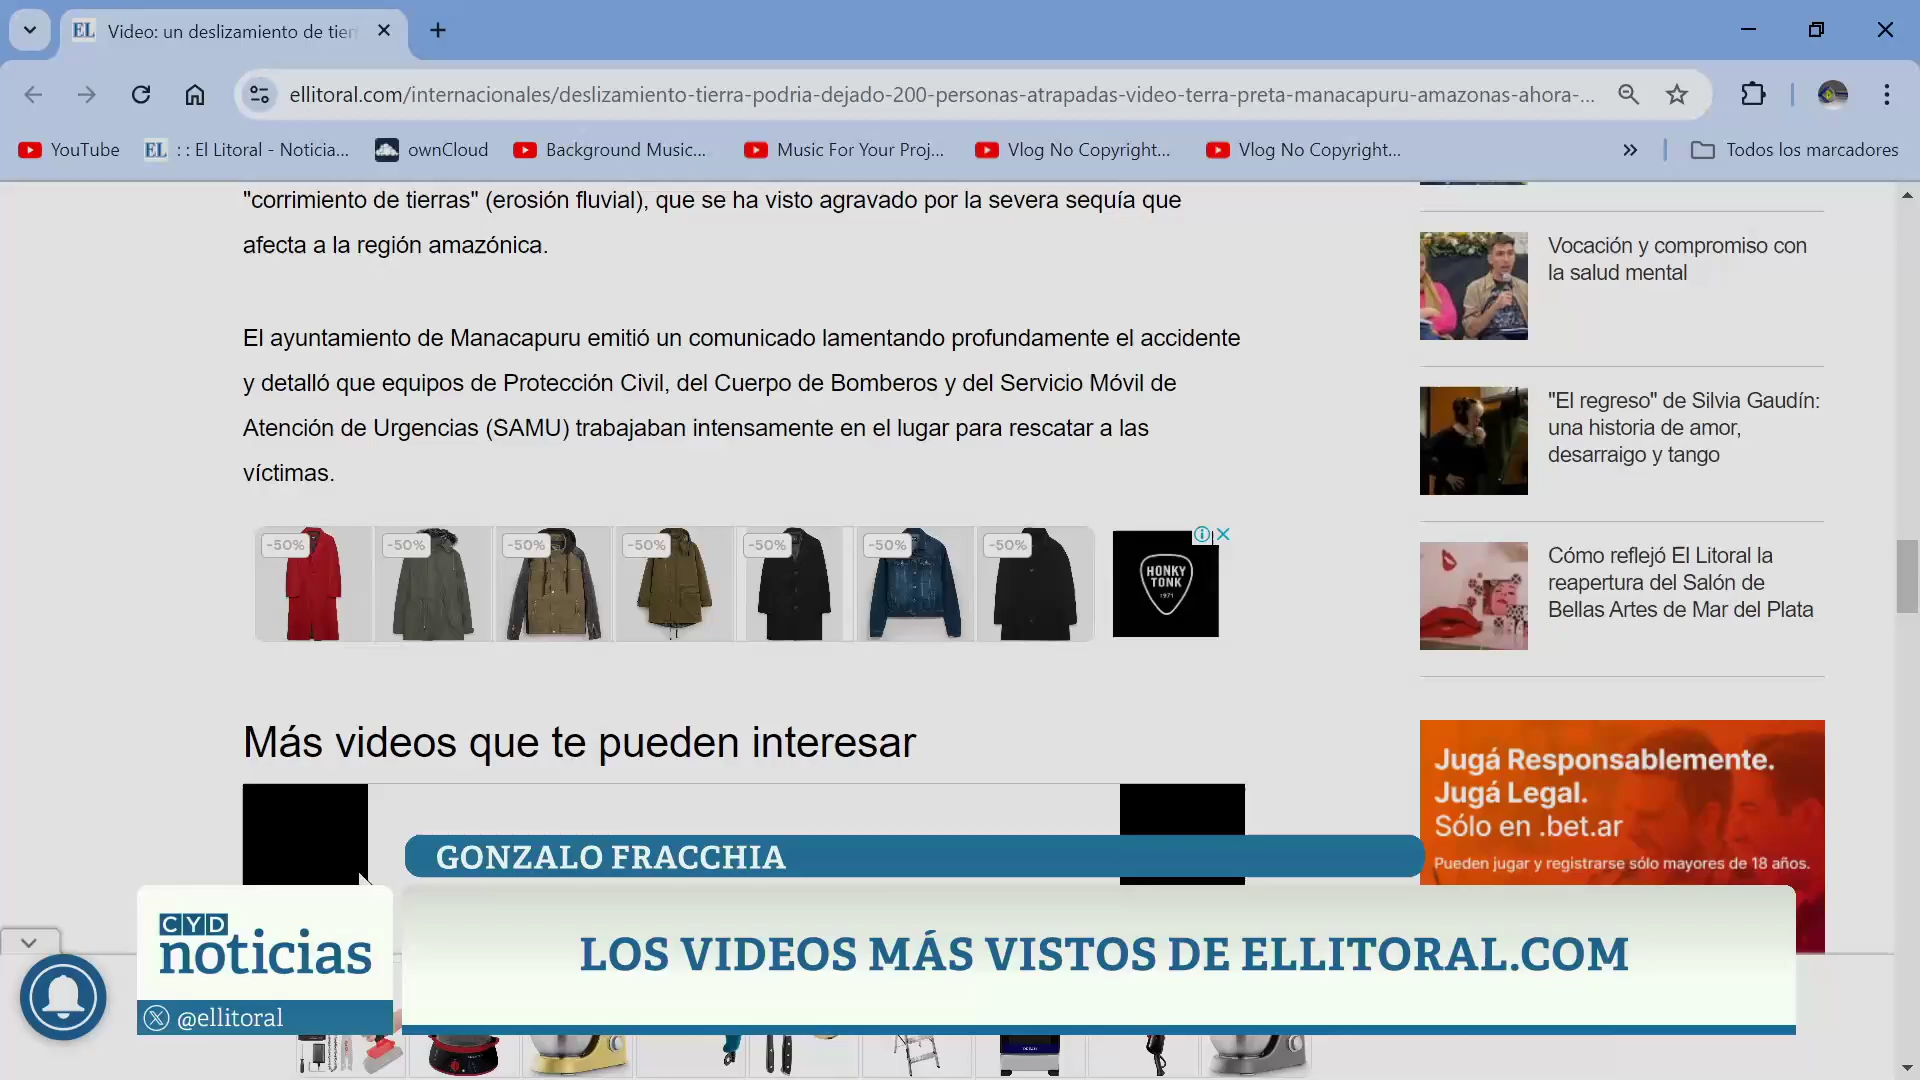 EL Video: un deslizamiento de tier
ellitoral.com/internacionales/deslizamiento-tierra-podria-dejado-200-personas-atrapadas-video-terra-preta-manacapuru-amazonas-ahora-...
YouTube
EL : : El Litoral - Noticia...
ownCloud
Background Music...
Music For Your Proj...
Vlog No Copyright...
Vlog No Copyright...
Todos los marcadores
"corrimiento de tierras" (erosión fluvial), que se ha visto agravado por la severa sequía que
afecta a la región amazónica.
El ayuntamiento de Manacapuru emitió un comunicado lamentando profundamente el accidente
y detalló que equipos de Protección Civil, del Cuerpo de Bomberos y del Servicio Móvil de
Atención de Urgencias (SAMU) trabajaban intensamente en el lugar para rescatar a las
víctimas.
-50% -50% -50% -50% -50% -50% -50%
HONKY
TONK
1971
Más videos que te pueden interesar
Vocación y compromiso con
la salud mental
"El regreso" de Silvia Gaudín:
una historia de amor,
desarraigo y tango
Cómo reflejó El Litoral la
reapertura del Salón de
Bellas Artes de Mar del Plata
Jugá Responsablemente.
Jugá Legal.
Sólo en .bet.ar
Pueden jugar y registrarse sólo mayores de 18 años.
GONZALO FRACCHIA
CYD
noticias
@ellitoral
LOS VIDEOS MÁS VISTOS DE ELLITORAL.COM